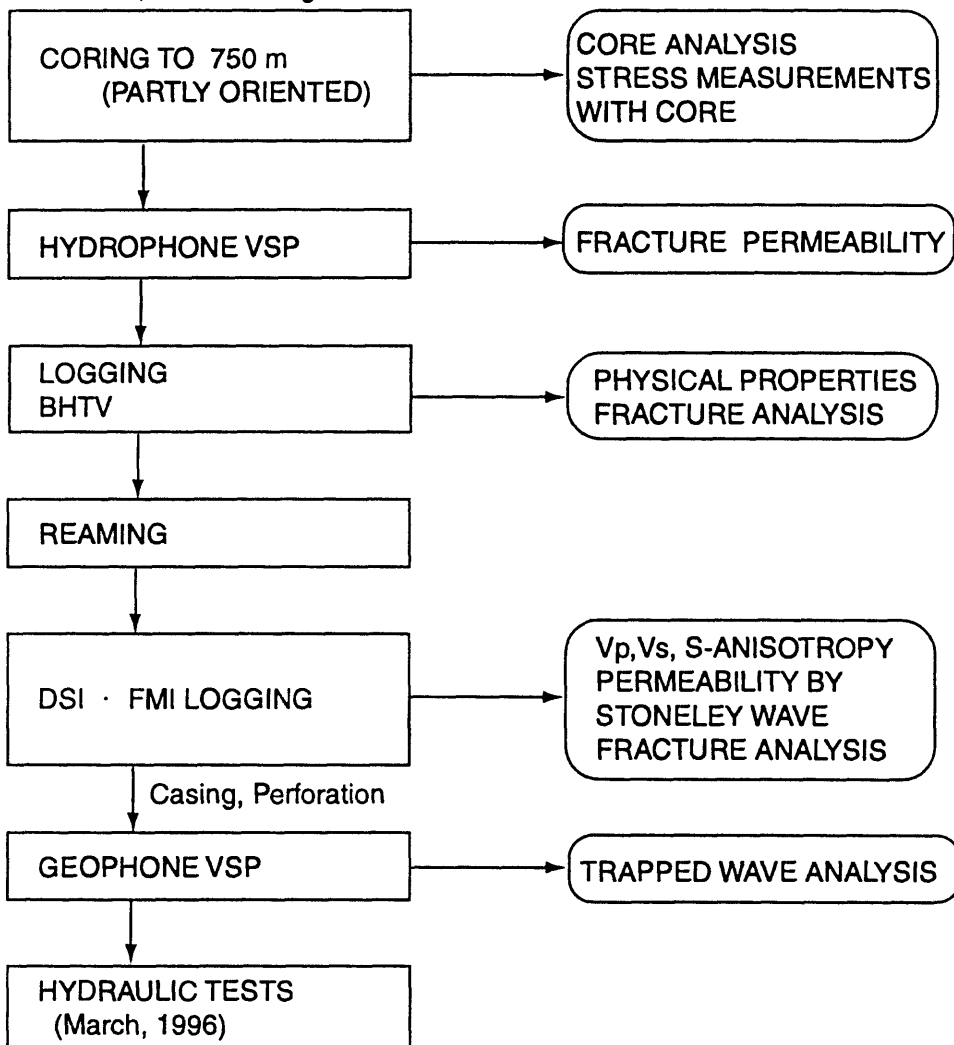 CORING TO 750 m
(PARTLY ORIENTED)
CORE ANALYSIS
STRESS MEASUREMENTS
WITH CORE
HYDROPHONE VSP
FRACTURE PERMEABILITY
LOGGING
BHTV
PHYSICAL PROPERTIES
FRACTURE ANALYSIS
REAMING
DSI · FMI LOGGING
Vp,Vs, S-ANISOTROPY
PERMEABILITY BY
STONELEY WAVE
FRACTURE ANALYSIS
Casing, Perforation
GEOPHONE VSP
TRAPPED WAVE ANALYSIS
HYDRAULIC TESTS
(March, 1996)